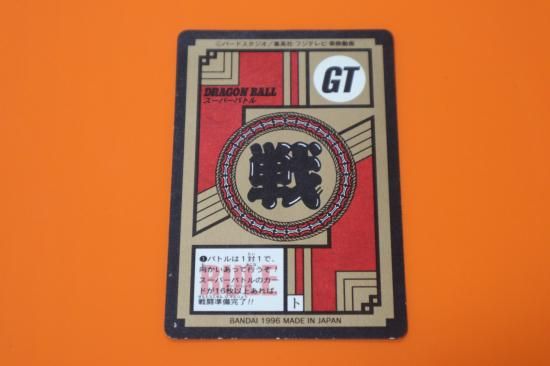 ©バードスタジオ/集英社・フジテレビ・東映動画
GT
DRAGON BALL
スーパーバトル
戦
RULE
❶バトルは1対1で、
向かいあって行うぞ!
スーパーバトルのカー
ドが16枚以上あれば、
戦闘準備完了!!
ト
BANDAI 1996 MADE IN JAPAN